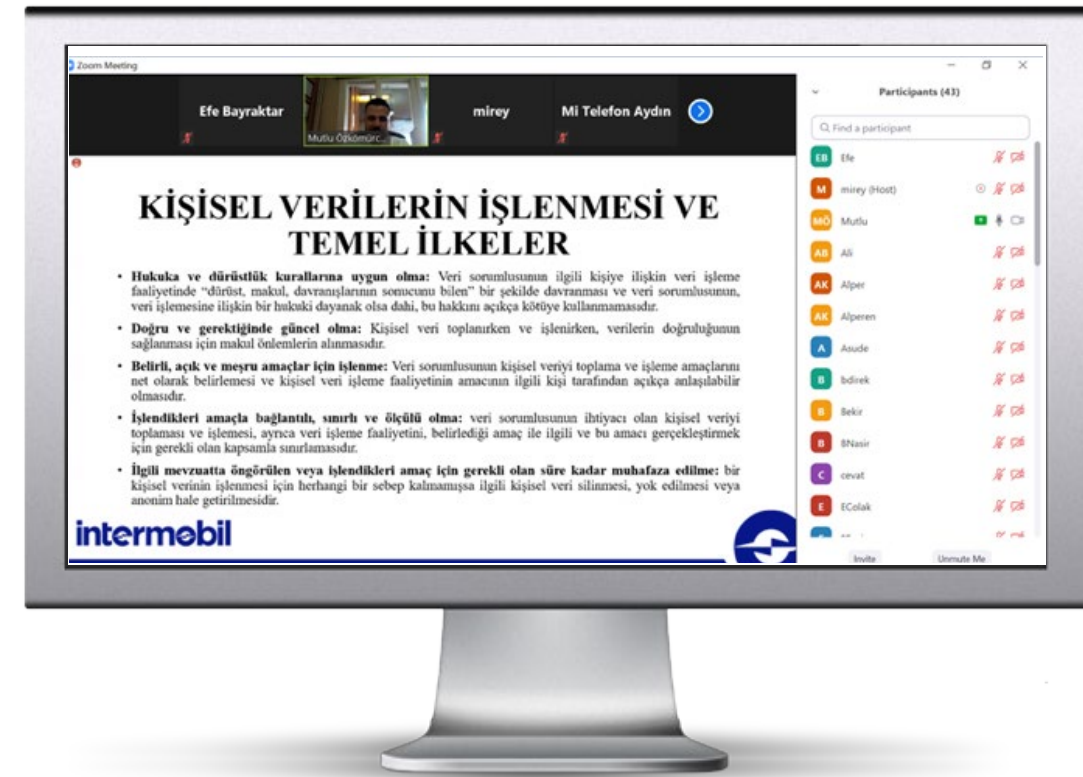 Zoom Meeting
Efe Bayraktar
Mutlu Özkömürc...
mirey
Mi Telefon Aydın
KİŞİSEL VERİLERİN İŞLENMESİ VE
TEMEL İLKELER
• Hukuka ve dürüstlük kurallarına uygun olma: Veri sorumlusunun ilgili kişiye ilişkin veri işleme
faaliyetinde “dürüst, makul, davranışlarının sonucunu bilen” bir şekilde davranması ve veri sorumlusunun,
veri işlemesine ilişkin bir hukuki dayanak olsa dahi, bu hakkını açıkça kötüye kullanmamasıdır.
• Doğru ve gerektiğinde güncel olma: Kişisel veri toplanırken ve işlenirken, verilerin doğruluğunun
sağlanması için makul önlemlerin alınmasıdır.
• Belirli, açık ve meşru amaçlar için işlenme: Veri sorumlusunun kişisel veriyi toplama ve işleme amaçlarını
net olarak belirlemesi ve kişisel veri işleme faaliyetinin amacının ilgili kişi tarafından açıkça anlaşılabilir
olmasıdır.
• İşlendikleri amaçla bağlantılı, sınırlı ve ölçülü olma: veri sorumlusunun ihtiyacı olan kişisel veriyi
toplaması ve işlemesi, ayrıca veri işleme faaliyetini, belirlediği amaç ile ilgili ve bu amacı gerçekleştirmek
için gerekli olan kapsamla sınırlamasıdır.
• İlgili mevzuatta öngörülen veya işlendikleri amaç için gerekli olan süre kadar muhafaza edilme: bir
kişisel verinin işlenmesi için herhangi bir sebep kalmamışsa ilgili kişisel veri silinmesi, yok edilmesi veya
anonim hale getirilmesidir.
intermobil
Participants (43)
Find a participant
EB Efe
M mirey (Host)
MÖ Mutlu
AB Ali
AK Alper
AK Alperen
A Asude
B bdirek
B Bekir
B BNasir
C cevat
E EColak
Invite
Unmute Me